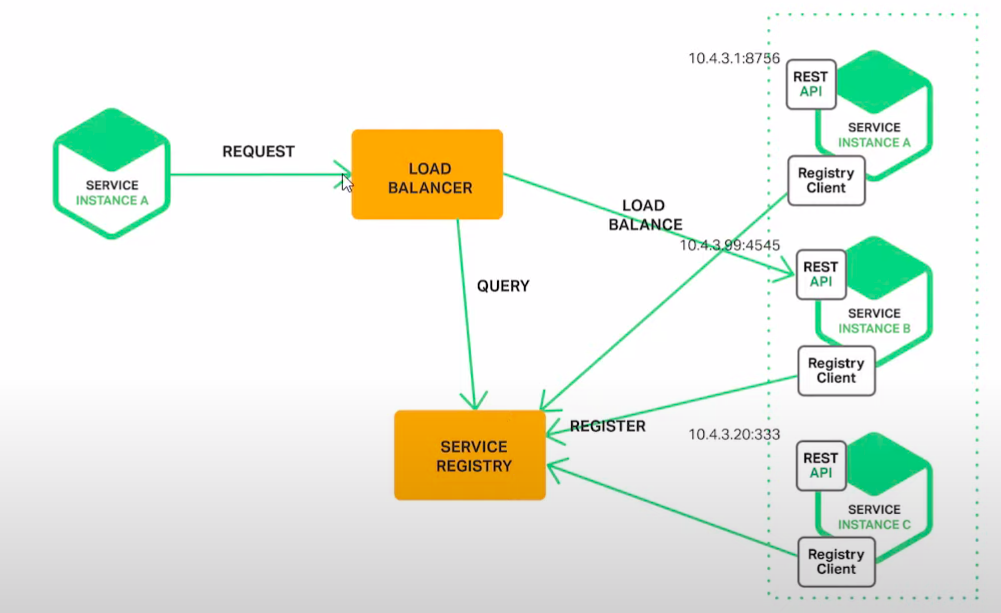 SERVICE
INSTANCE A
REQUEST
LOAD
BALANCER
QUERY
LOAD
BALANCE
SERVICE
REGISTRY
REGISTER
10.4.3.1:8756
REST
API
SERVICE
INSTANCE A
Registry
Client
10.4.3.99:4545
REST
API
SERVICE
INSTANCE B
Registry
Client
10.4.3.20:333
REST
API
SERVICE
INSTANCE C
Registry
Client